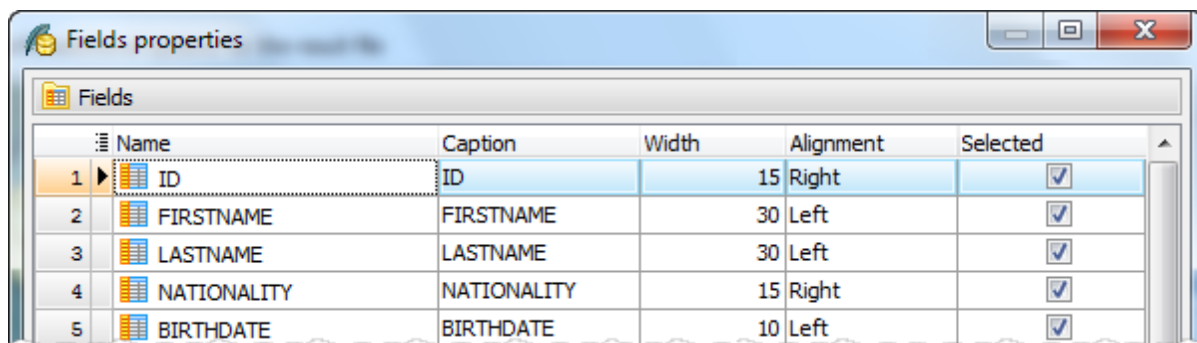 Fields properties
Fields
Name Caption Width Alignment Selected
1 ID ID 15 Right
2 FIRSTNAME FIRSTNAME 30 Left
3 LASTNAME LASTNAME 30 Left
4 NATIONALITY NATIONALITY 15 Right
5 BIRTHDATE BIRTHDATE 10 Left